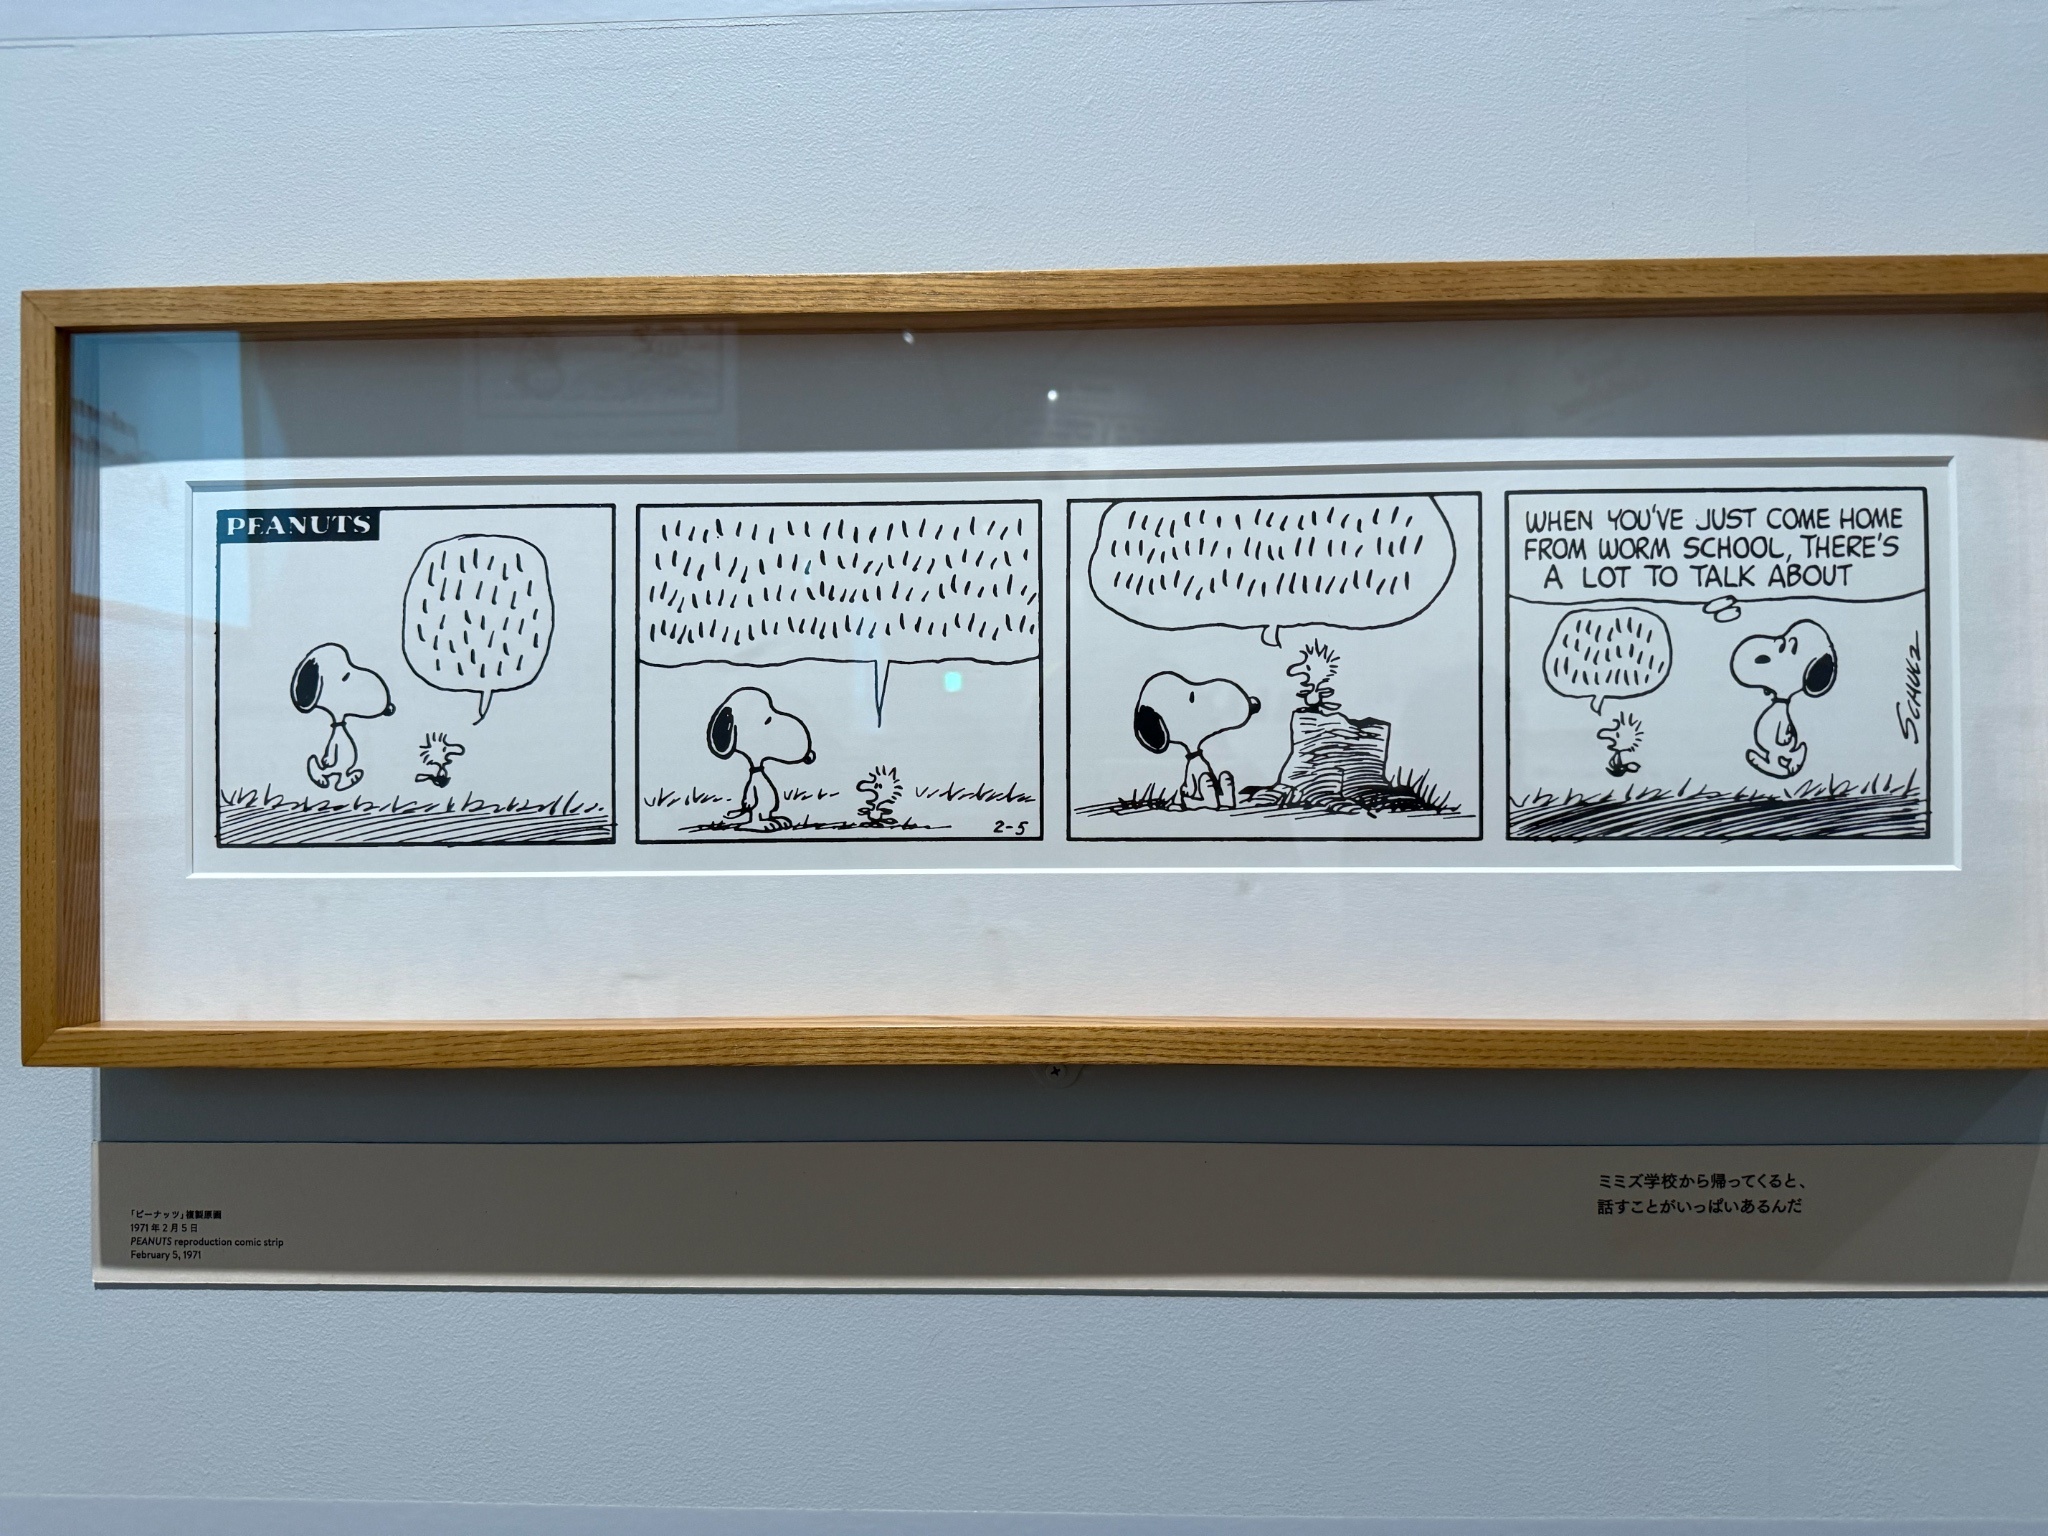 PEANUTS
2-5
WHEN YOU'VE JUST COME HOME
FROM WORM SCHOOL, THERE'S
A LOT TO TALK ABOUT
SCHULZ
「ピーナッツ」複製原画
1971年2月5日
PEANUTS reproduction comic strip
February 5, 1971
ミミズ学校から帰ってくると、
話すことがいっぱいあるんだ